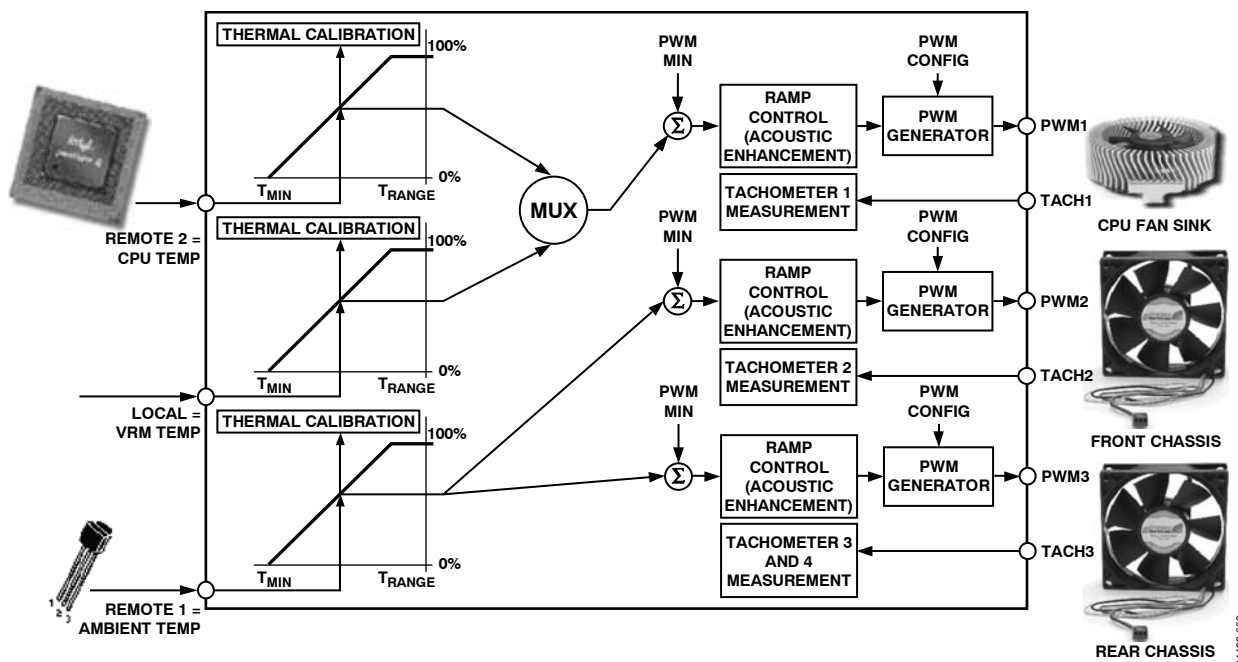 THERMAL CALIBRATION
100%
0%
T_MIN
T_RANGE
REMOTE 2 =
CPU TEMP
intel
pentium 4
THERMAL CALIBRATION
100%
0%
T_MIN
T_RANGE
LOCAL =
VRM TEMP
THERMAL CALIBRATION
100%
0%
T_MIN
T_RANGE
1
2
3
REMOTE 1 =
AMBIENT TEMP
MUX
PWM
MIN
Σ
RAMP
CONTROL
(ACOUSTIC
ENHANCEMENT)
PWM
CONFIG
PWM
GENERATOR
PWM1
TACHOMETER 1
MEASUREMENT
TACH1
CPU FAN SINK
PWM
MIN
Σ
RAMP
CONTROL
(ACOUSTIC
ENHANCEMENT)
PWM
CONFIG
PWM
GENERATOR
PWM2
TACHOMETER 2
MEASUREMENT
TACH2
FRONT CHASSIS
PWM
MIN
Σ
RAMP
CONTROL
(ACOUSTIC
ENHANCEMENT)
PWM
CONFIG
PWM
GENERATOR
PWM3
TACHOMETER 3
AND 4
MEASUREMENT
TACH3
REAR CHASSIS